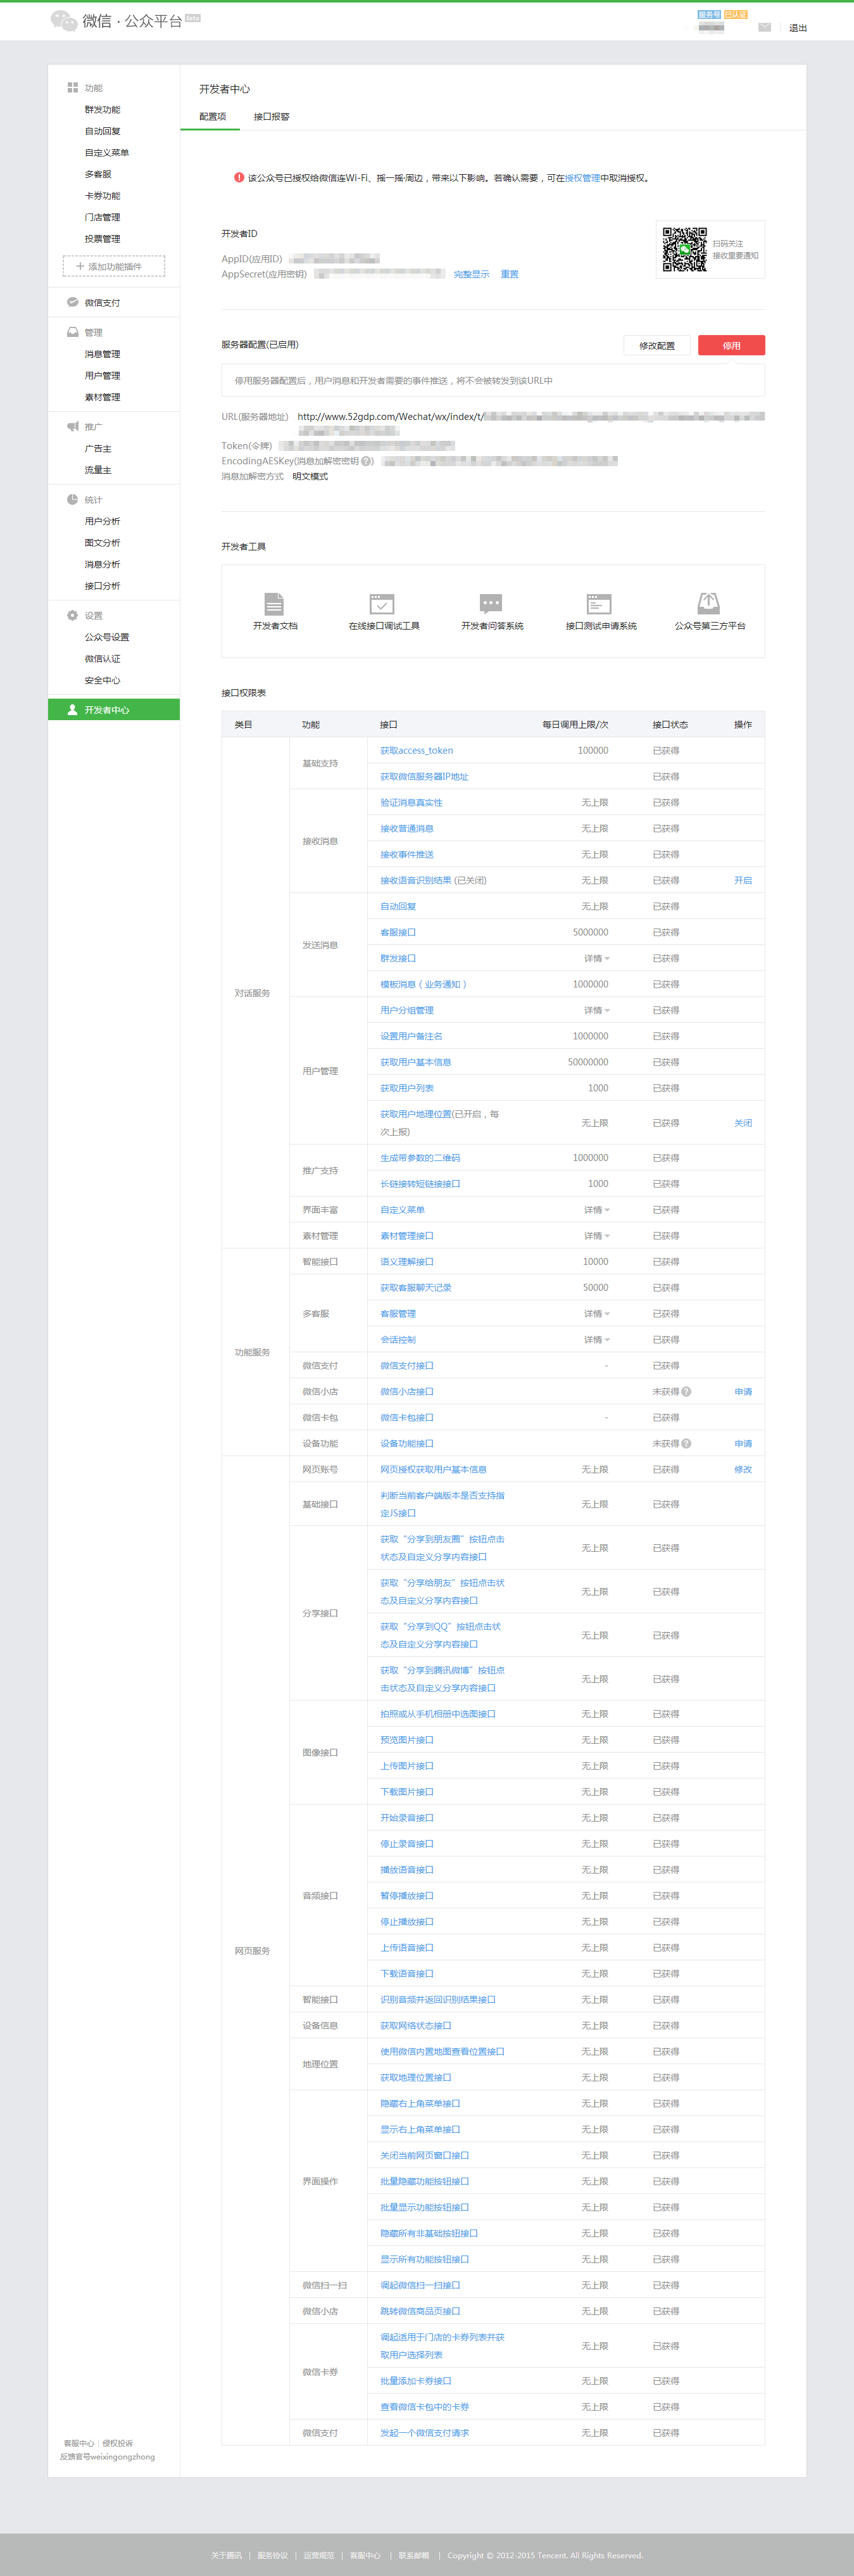 微信 · 公众平台 Beta
服务号 已认证
退出
功能
群发功能
自动回复
自定义菜单
多客服
卡券功能
门店管理
投票管理
+ 添加功能插件
微信支付
管理
消息管理
用户管理
素材管理
推广
广告主
流量主
统计
用户分析
图文分析
消息分析
接口分析
设置
公众号设置
微信认证
安全中心
开发者中心
客服中心 | 侵权投诉
反馈官号weixingongzhong
开发者中心
配置项 接口报警
该公众号已授权给微信连Wi-Fi、摇一摇·周边，带来以下影响。若确认需要，可在授权管理中取消授权。
开发者ID
AppID(应用ID)
AppSecret(应用密钥) 完整显示 重置
扫码关注
接收重要通知
服务器配置(已启用) 修改配置 停用
停用服务器配置后，用户消息和开发者需要的事件推送，将不会被转发到该URL中
URL(服务器地址) http://www.52gdp.com/Wechat/wx/index/t/
Token(令牌)
EncodingAESKey(消息加解密密钥 ?)
消息加解密方式 明文模式
开发者工具
开发者文档 在线接口调试工具 开发者问答系统 接口测试申请系统 公众号第三方平台
接口权限表
类目 功能 接口 每日调用上限/次 接口状态 操作
对话服务 基础支持 获取access_token 100000 已获得
获取微信服务器IP地址 已获得
接收消息 验证消息真实性 无上限 已获得
接收普通消息 无上限 已获得
接收事件推送 无上限 已获得
接收语音识别结果 (已关闭) 无上限 已获得 开启
发送消息 自动回复 无上限 已获得
客服接口 5000000 已获得
群发接口 详情 已获得
模板消息（业务通知） 1000000 已获得
用户管理 用户分组管理 详情 已获得
设置用户备注名 1000000 已获得
获取用户基本信息 50000000 已获得
获取用户列表 1000 已获得
获取用户地理位置(已开启，每
次上报) 无上限 已获得 关闭
推广支持 生成带参数的二维码 1000000 已获得
长链接转短链接接口 1000 已获得
界面丰富 自定义菜单 详情 已获得
素材管理 素材管理接口 详情 已获得
功能服务 智能接口 语义理解接口 10000 已获得
多客服 获取客服聊天记录 50000 已获得
客服管理 详情 已获得
会话控制 详情 已获得
微信支付 微信支付接口 - 已获得
微信小店 微信小店接口 未获得 ? 申请
微信卡包 微信卡包接口 - 已获得
设备功能 设备功能接口 未获得 ? 申请
网页服务 网页账号 网页授权获取用户基本信息 无上限 已获得 修改
基础接口 判断当前客户端版本是否支持指
定JS接口 无上限 已获得
分享接口 获取“分享到朋友圈”按钮点击
状态及自定义分享内容接口 无上限 已获得
获取“分享给朋友”按钮点击状
态及自定义分享内容接口 无上限 已获得
获取“分享到QQ”按钮点击状
态及自定义分享内容接口 无上限 已获得
获取“分享到腾讯微博”按钮点
击状态及自定义分享内容接口 无上限 已获得
图像接口 拍照或从手机相册中选图接口 无上限 已获得
预览图片接口 无上限 已获得
上传图片接口 无上限 已获得
下载图片接口 无上限 已获得
音频接口 开始录音接口 无上限 已获得
停止录音接口 无上限 已获得
播放语音接口 无上限 已获得
暂停播放接口 无上限 已获得
停止播放接口 无上限 已获得
上传语音接口 无上限 已获得
下载语音接口 无上限 已获得
智能接口 识别音频并返回识别结果接口 无上限 已获得
设备信息 获取网络状态接口 无上限 已获得
地理位置 使用微信内置地图查看位置接口 无上限 已获得
获取地理位置接口 无上限 已获得
界面操作 隐藏右上角菜单接口 无上限 已获得
显示右上角菜单接口 无上限 已获得
关闭当前网页窗口接口 无上限 已获得
批量隐藏功能按钮接口 无上限 已获得
批量显示功能按钮接口 无上限 已获得
隐藏所有非基础按钮接口 无上限 已获得
显示所有功能按钮接口 无上限 已获得
微信扫一扫 调起微信扫一扫接口 无上限 已获得
微信小店 跳转微信商品页接口 无上限 已获得
微信卡券 调起适用于门店的卡券列表并获
取用户选择列表 无上限 已获得
批量添加卡券接口 无上限 已获得
查看微信卡包中的卡券 无上限 已获得
微信支付 发起一个微信支付请求 无上限 已获得
关于腾讯 | 服务协议 | 运营规范 | 客服中心 | 联系邮箱 | Copyright © 2012-2015 Tencent. All Rights Reserved.